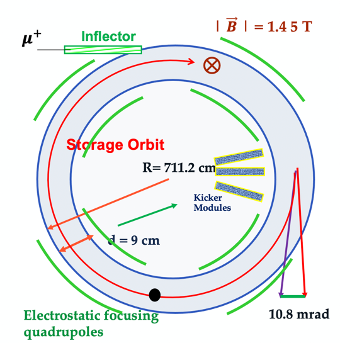 μ⁺
Inflector
| B⃗ | = 1.4 5 T
Storage Orbit
R= 711.2 cm
Kicker
Modules
d = 9 cm
Electrostatic focusing
quadrupoles
10.8 mrad